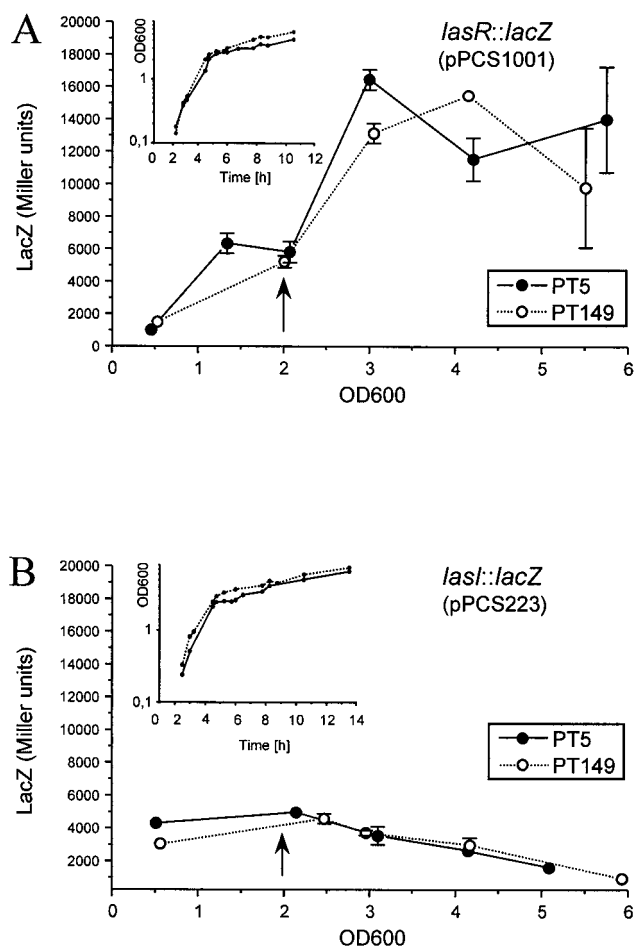 A
lasR::lacZ
(pPCS1001)
OD600
1
0,1
0 2 4 6 8 10 12
Time [h]
LacZ (Miller units)
20000
18000
16000
14000
12000
10000
8000
6000
4000
2000
0
PT5
PT149
0 1 2 3 4 5 6
OD600
B
lasI::lacZ
(pPCS223)
OD600
1
0,1
0 2 4 6 8 10 12 14
Time [h]
LacZ (Miller units)
20000
18000
16000
14000
12000
10000
8000
6000
4000
2000
PT5
PT149
0 1 2 3 4 5 6
OD600